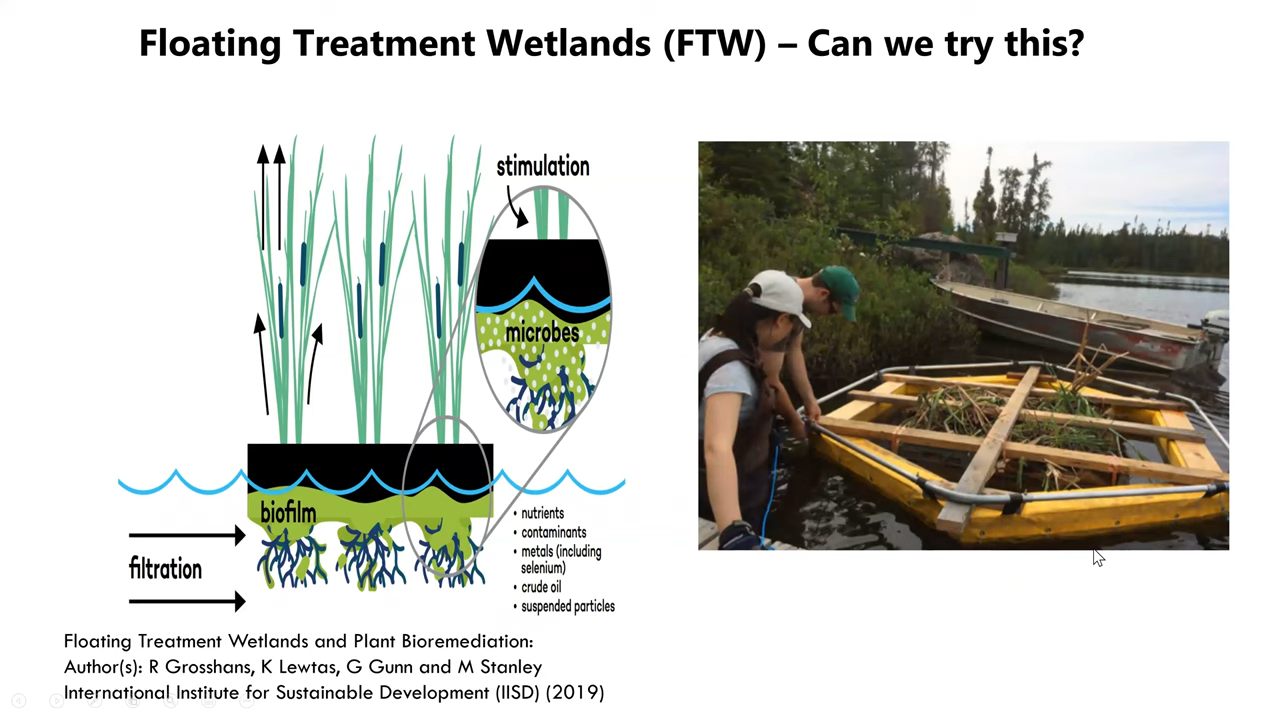 Floating Treatment Wetlands (FTW) – Can we try this?
stimulation
microbes
biofilm
filtration
• nutrients
• contaminants
• metals (including
selenium)
• crude oil
• suspended particles
Floating Treatment Wetlands and Plant Bioremediation:
Author(s): R Grosshans, K Lewtas, G Gunn and M Stanley
International Institute for Sustainable Development (IISD) (2019)